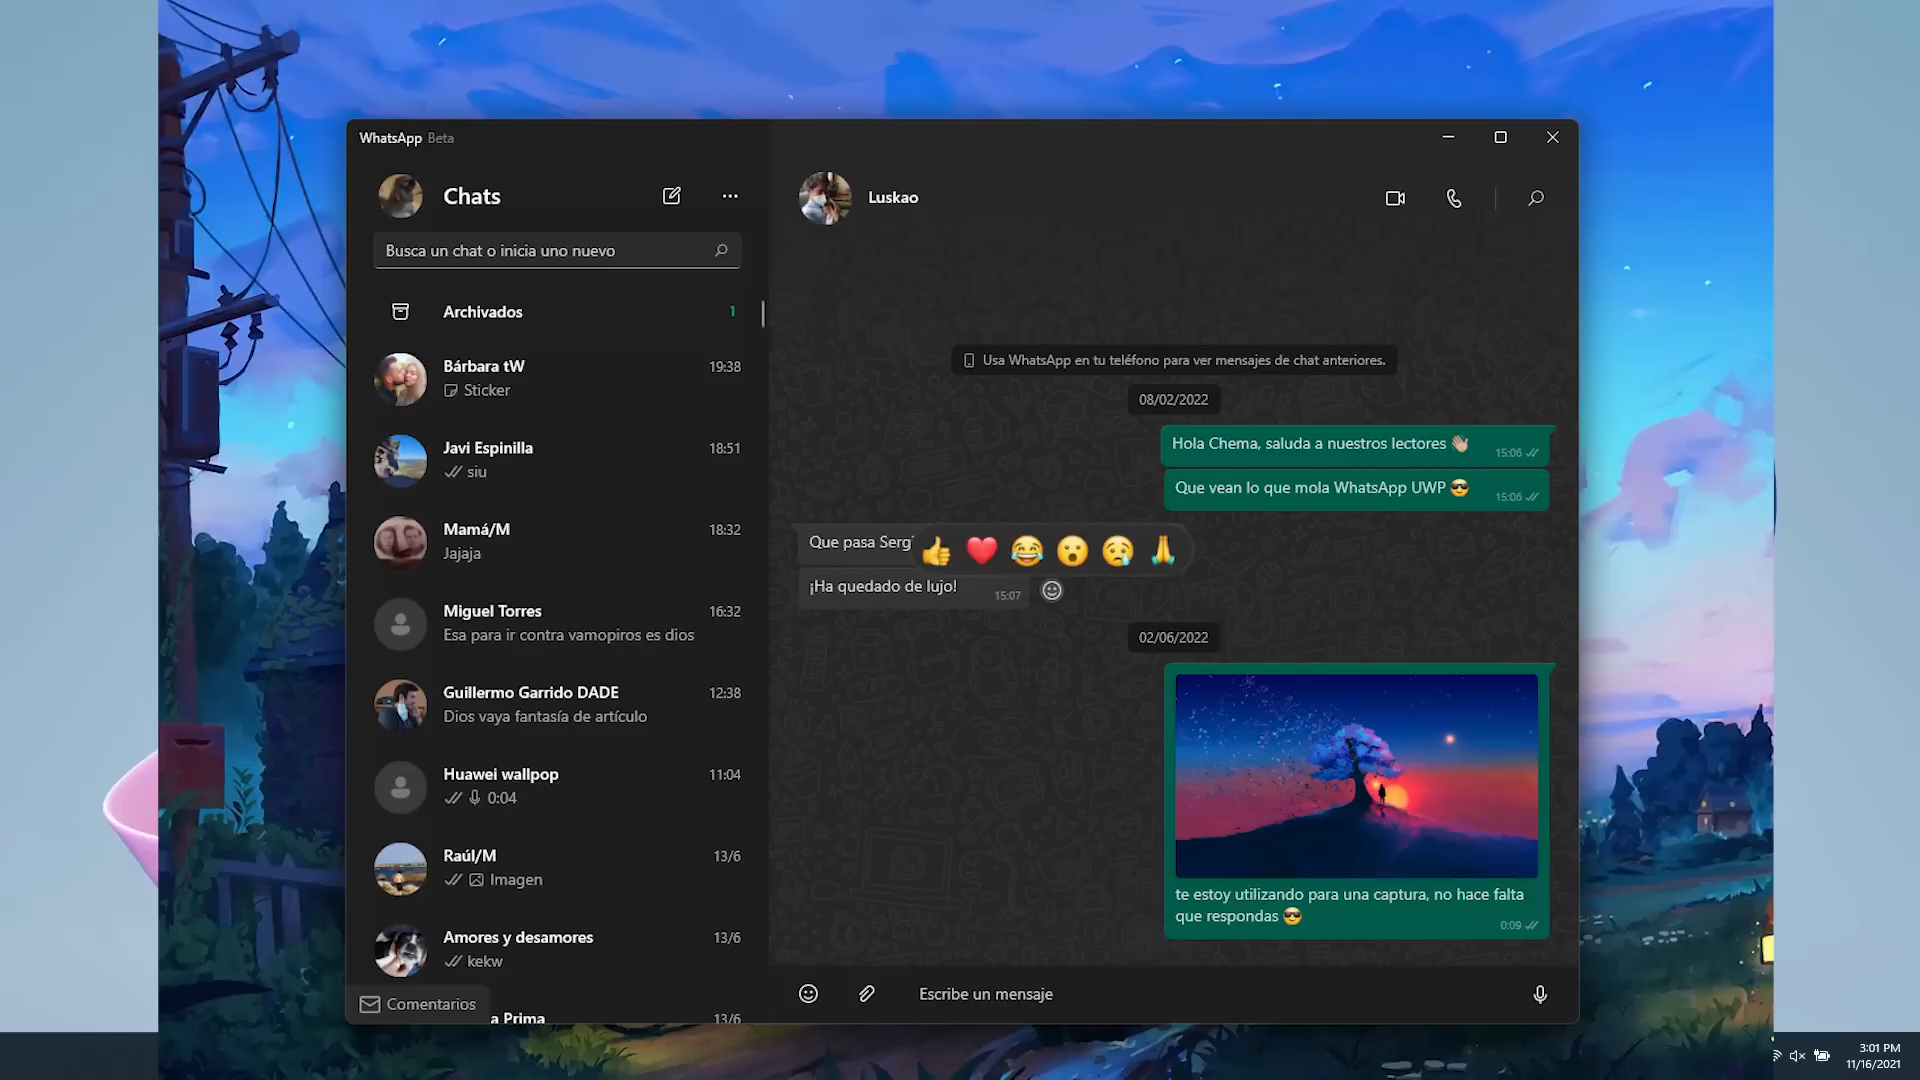 WhatsApp Beta
Chats
Busca un chat o inicia uno nuevo
Archivados 1
Bárbara tW 19:38
Sticker
Javi Espinilla 18:51
siu
Mamá/M 18:32
Jajaja
Miguel Torres 16:32
Esa para ir contra vamopiros es dios
Guillermo Garrido DADE 12:38
Dios vaya fantasía de artículo
Huawei wallpop 11:04
0:04
Raúl/M 13/6
Imagen
Amores y desamores 13/6
kekw
a Prima 13/6
Comentarios
Luskao
Usa WhatsApp en tu teléfono para ver mensajes de chat anteriores.
08/02/2022
Hola Chema, saluda a nuestros lectores 👋🏼 15:06
Que vean lo que mola WhatsApp UWP 😎 15:06
Que pasa Serg
👍 ❤️ 😂 😮 😢 🙏
¡Ha quedado de lujo! 15:07
02/06/2022
te estoy utilizando para una captura, no hace falta
que respondas 😎 0:09
Escribe un mensaje
3:01 PM
11/16/2021